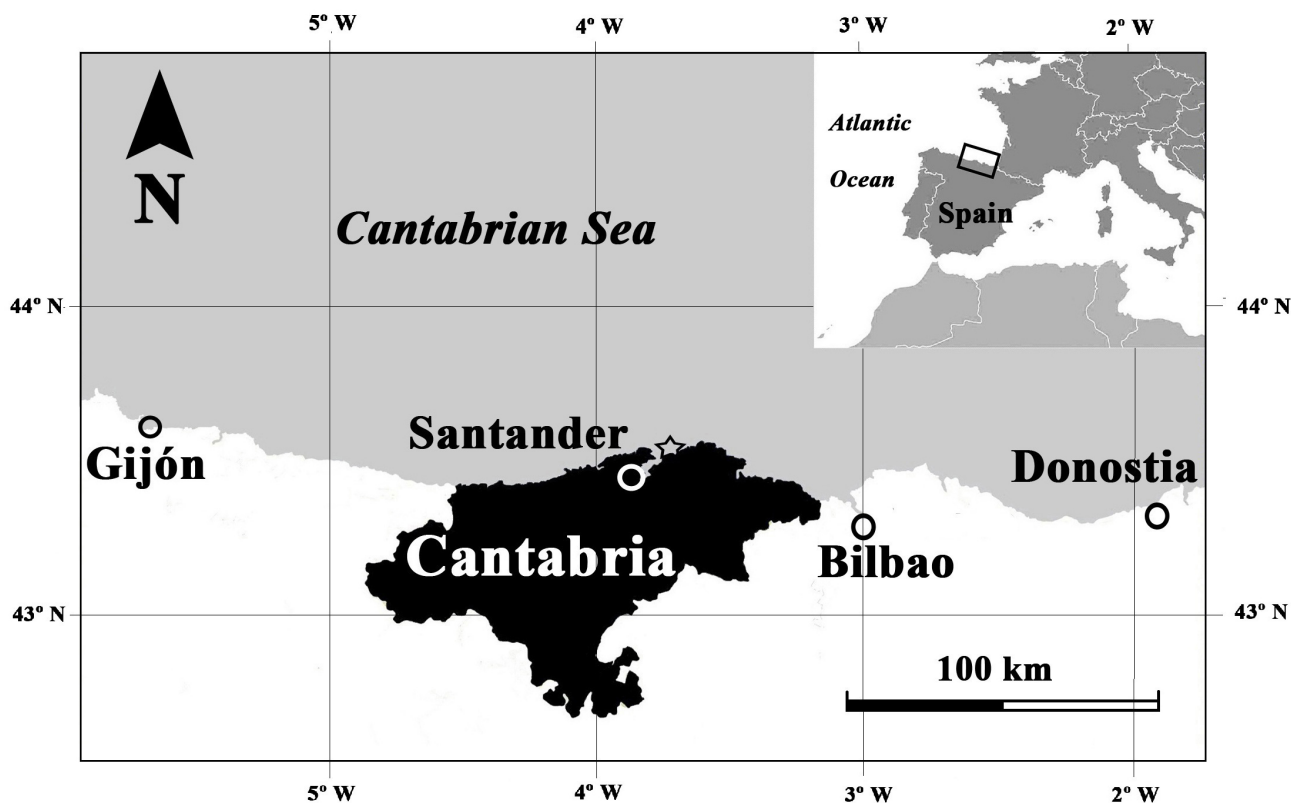 5º W
4º W
3º W
2º W
N
Cantabrian Sea
Atlantic
Ocean
Spain
44º N
44º N
Santander
Gijón
Donostia
Cantabria
Bilbao
43º N
43º N
100 km
5º W
4º W
3º W
2º W